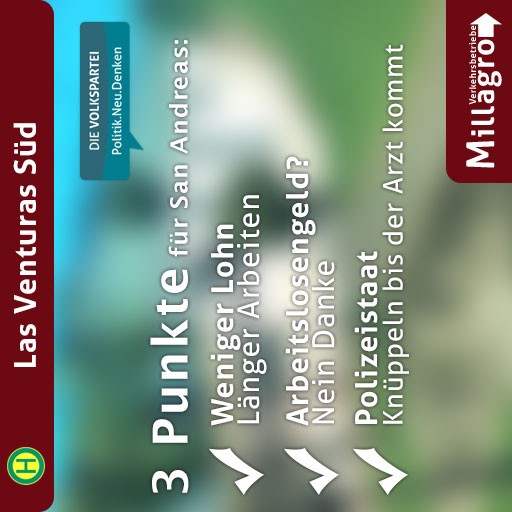 Las Venturas Süd
H
DIE VOLKSPARTEI
Politik.Neu.Denken
3 Punkte für San Andreas:
Weniger Lohn
Länger Arbeiten
Arbeitslosengeld?
Nein Danke
Polizeistaat
Knüppeln bis der Arzt kommt
Verkehrsbetriebe
Millagro